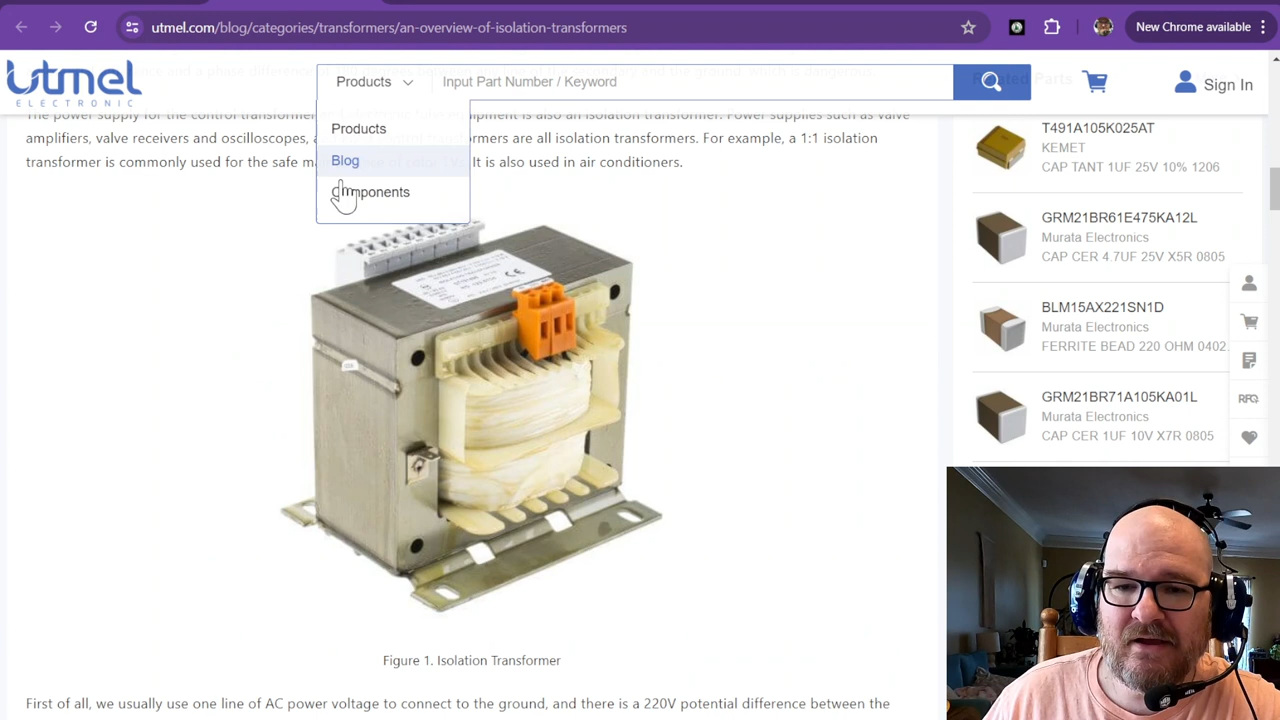 utmel.com/blog/categories/transformers/an-overview-of-isolation-transformers
New Chrome available
utmel
ELECTRONIC
Products
Input Part Number / Keyword
Sign In
Products
Blog
Components
The power supply for the control transformer
equipment is also an isolation transformer. Power supplies such as valve
amplifiers, valve receivers and oscilloscopes, a
transformers are all isolation transformers. For example, a 1:1 isolation
transformer is commonly used for the safe
It is also used in air conditioners.
CE
Figure 1. Isolation Transformer
First of all, we usually use one line of AC power voltage to connect to the ground, and there is a 220V potential difference between the
Related Parts
T491A105K025AT
KEMET
CAP TANT 1UF 25V 10% 1206
GRM21BR61E475KA12L
Murata Electronics
CAP CER 4.7UF 25V X5R 0805
BLM15AX221SN1D
Murata Electronics
FERRITE BEAD 220 OHM 0402
GRM21BR71A105KA01L
Murata Electronics
CAP CER 1UF 10V X7R 0805
RFQ